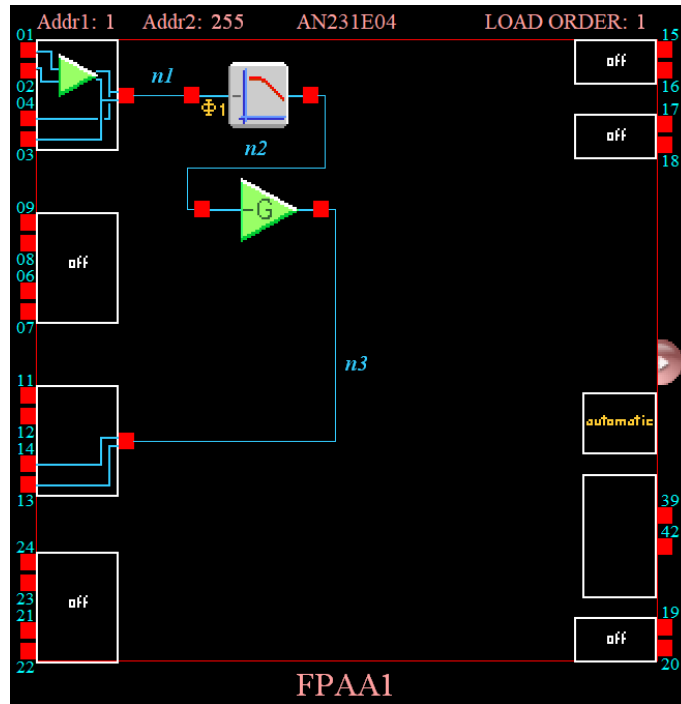 Addr1: 1 Addr2: 255 AN231E04 LOAD ORDER: 1
01
02
04
03
n1
Φ1
n2
G
n3
09
08
06
07
off
11
12
14
13
24
23
21
22
off
15
16
off
17
18
off
automatic
39
42
19
20
off
FPAA1